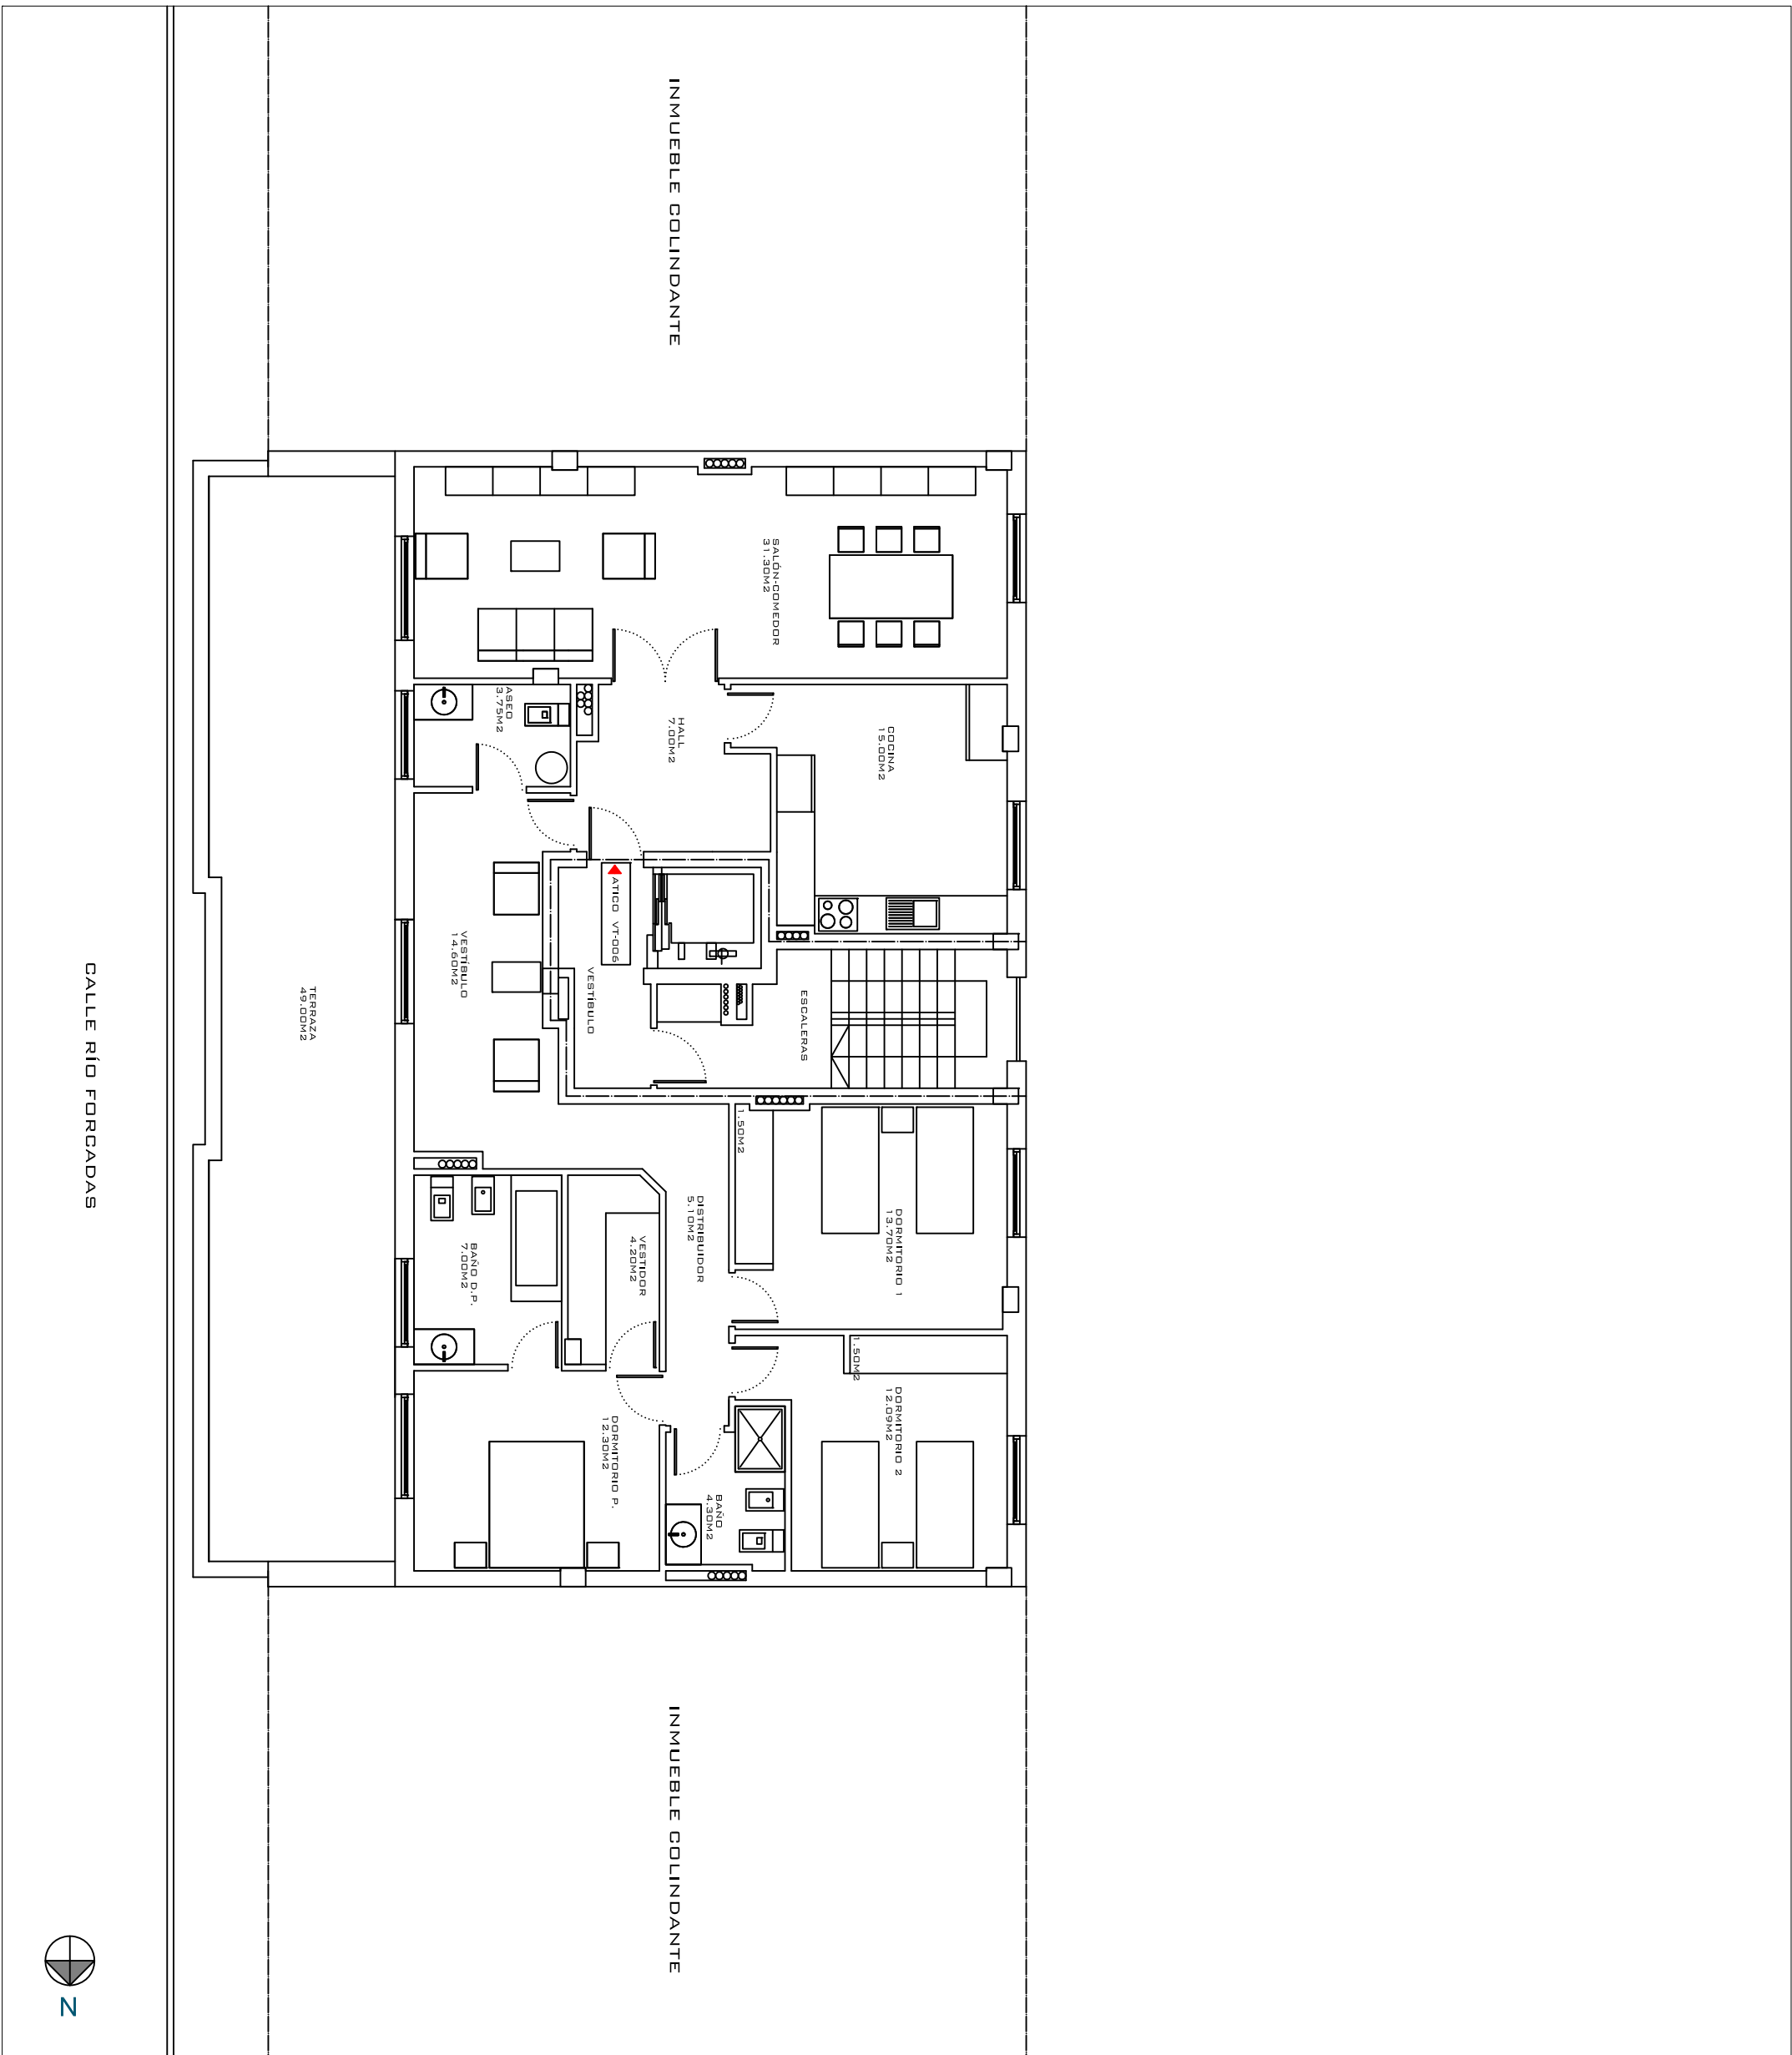 INMUEBLE COLINDANTE
SALÓN-COMEDOR
31.30M2
ASEO
3.75M2
HALL
7.00M2
COCINA
15.00M2
ATICO VT-006
VESTÍBULO
14.60M2
VESTÍBULO
ESCALERAS
TERRAZA
49.00M2
CALLE RÍO FORCADAS
1.50M2
DISTRIBUIDOR
5.10M2
DORMITORIO 1
13.70M2
BAÑO D.P.
7.00M2
VESTIDOR
4.20M2
1.50M2
DORMITORIO 2
12.09M2
DORMITORIO P.
12.30M2
BAÑO
4.30M2
INMUEBLE COLINDANTE
N